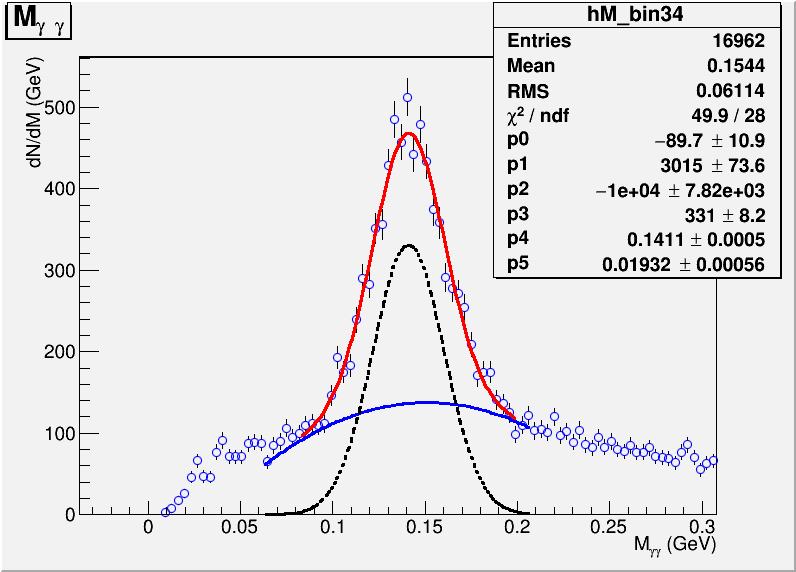 Mγ γ
hM_bin34
Entries 16962
Mean 0.1544
RMS 0.06114
χ² / ndf 49.9 / 28
p0 −89.7 ± 10.9
p1 3015 ± 73.6
p2 −1e+04 ± 7.82e+03
p3 331 ± 8.2
p4 0.1411 ± 0.0005
p5 0.01932 ± 0.00056
dN/dM (GeV)
500
400
300
200
100
0
0 0.05 0.1 0.15 0.2 0.25 0.3
Mγγ (GeV)